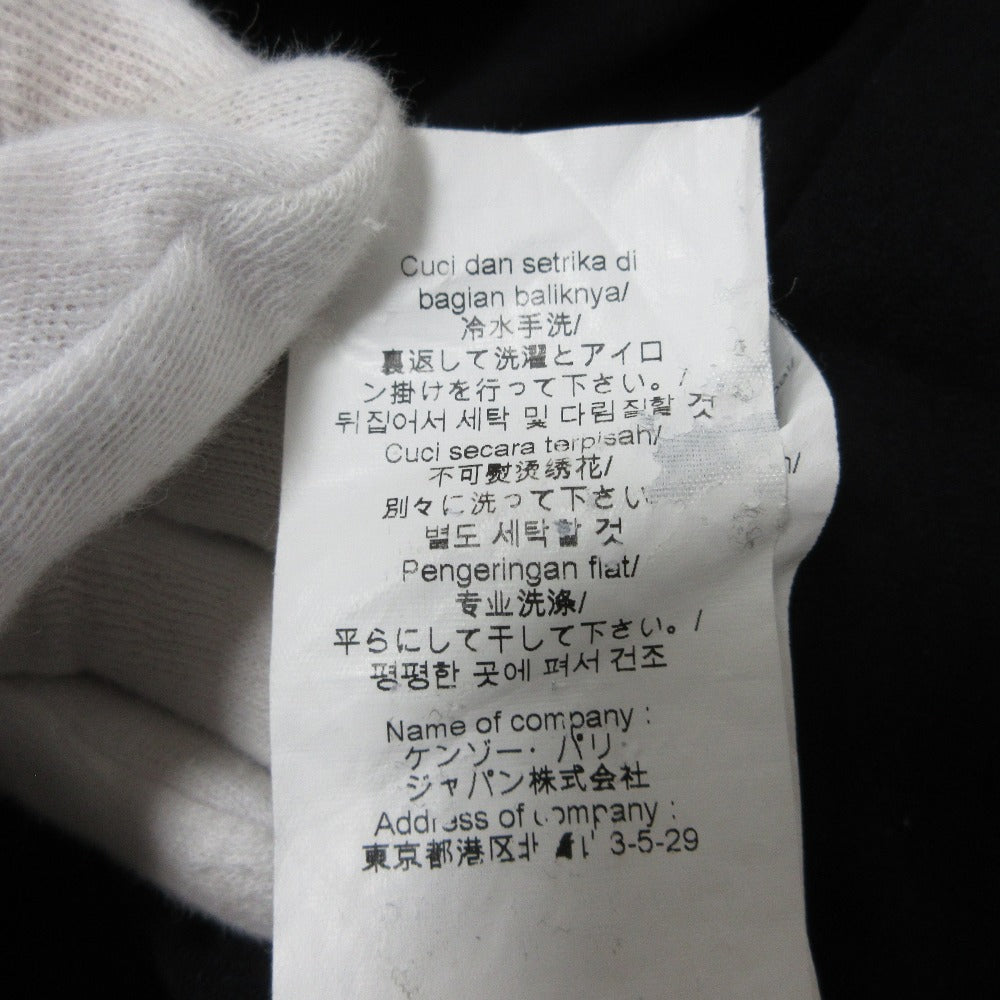 Cuci dan setrika di
bagian baliknya/
冷水手洗/
裏返して洗濯とアイロ
ン掛けを行って下さい。/
뒤집어서 세탁 및 다림질할 것
Cuci secara terpisah/
不可熨烫绣花/
別々に洗って下さい
별도 세탁할 것
Pengeringan flat/
专业洗涤/
平らにして干して下さい。/
평평한 곳에 펴서 건조
Name of company :
ケンゾー・パリ
ジャパン株式会社
Address of company :
東京都港区北 3-5-29